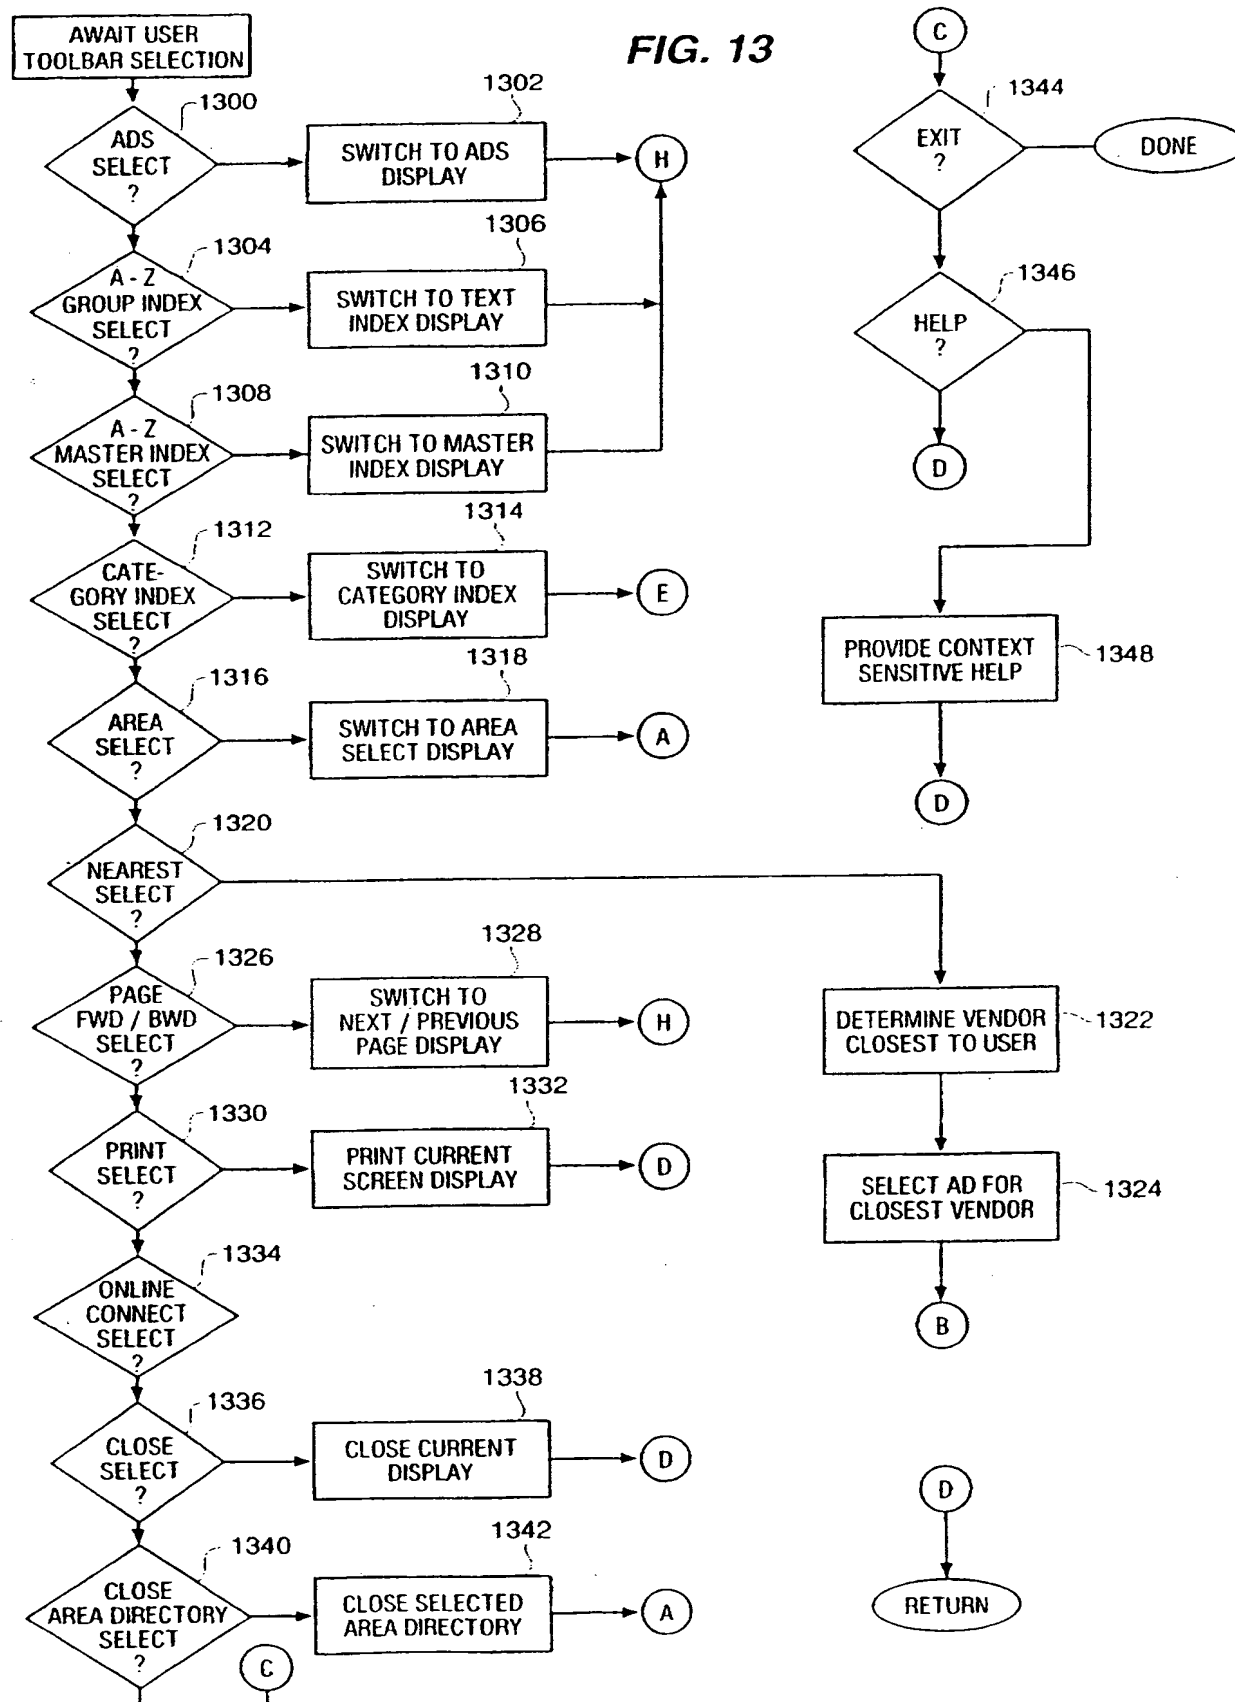 FIG. 13
AWAIT USER
TOOLBAR SELECTION
1300
ADS
SELECT
?
1302
SWITCH TO ADS
DISPLAY
H
1304
A - Z
GROUP INDEX
SELECT
?
1306
SWITCH TO TEXT
INDEX DISPLAY
1308
A - Z
MASTER INDEX
SELECT
?
1310
SWITCH TO MASTER
INDEX DISPLAY
1312
CATE-
GORY INDEX
SELECT
?
1314
SWITCH TO
CATEGORY INDEX
DISPLAY
E
1316
AREA
SELECT
?
1318
SWITCH TO AREA
SELECT DISPLAY
A
1320
NEAREST
SELECT
?
1326
PAGE
FWD / BWD
SELECT
?
1328
SWITCH TO
NEXT / PREVIOUS
PAGE DISPLAY
H
1330
PRINT
SELECT
?
1332
PRINT CURRENT
SCREEN DISPLAY
D
1334
ONLINE
CONNECT
SELECT
?
1336
CLOSE
SELECT
?
1338
CLOSE CURRENT
DISPLAY
D
1340
CLOSE
AREA DIRECTORY
SELECT
?
1342
CLOSE SELECTED
AREA DIRECTORY
A
C
C
1344
EXIT
?
DONE
1346
HELP
?
D
PROVIDE CONTEXT
SENSITIVE HELP
1348
D
DETERMINE VENDOR
CLOSEST TO USER
1322
SELECT AD FOR
CLOSEST VENDOR
1324
B
D
RETURN